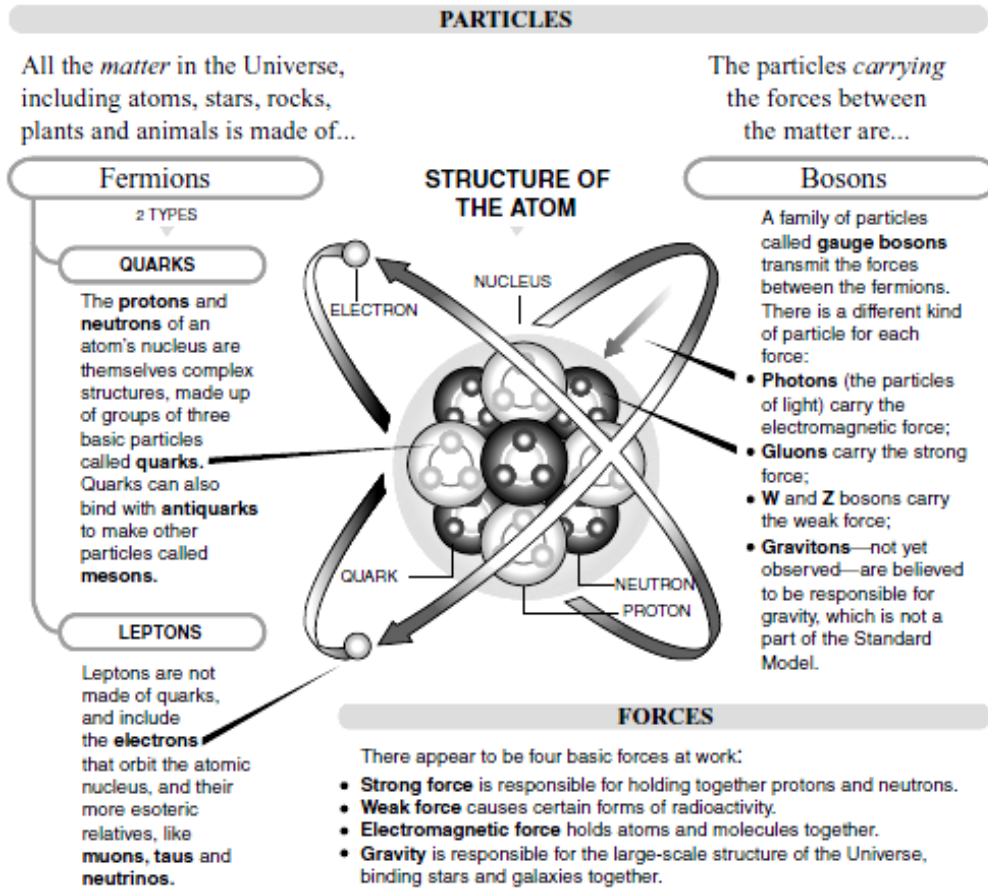 PARTICLES
All the matter in the Universe,
including atoms, stars, rocks,
plants and animals is made of...
The particles carrying
the forces between
the matter are...
Fermions
2 TYPES
QUARKS
The protons and
neutrons of an
atom's nucleus are
themselves complex
structures, made up
of groups of three
basic particles
called quarks.
Quarks can also
bind with antiquarks
to make other
particles called
mesons.
LEPTONS
Leptons are not
made of quarks,
and include
the electrons
that orbit the atomic
nucleus, and their
more esoteric
relatives, like
muons, taus and
neutrinos.
STRUCTURE OF
THE ATOM
NUCLEUS
ELECTRON
QUARK
NEUTRON
PROTON
Bosons
A family of particles
called gauge bosons
transmit the forces
between the fermions.
There is a different kind
of particle for each
force:
• Photons (the particles
of light) carry the
electromagnetic force;
• Gluons carry the strong
force;
• W and Z bosons carry
the weak force;
• Gravitons—not yet
observed—are believed
to be responsible for
gravity, which is not a
part of the Standard
Model.
FORCES
There appear to be four basic forces at work:
• Strong force is responsible for holding together protons and neutrons.
• Weak force causes certain forms of radioactivity.
• Electromagnetic force holds atoms and molecules together.
• Gravity is responsible for the large-scale structure of the Universe,
binding stars and galaxies together.